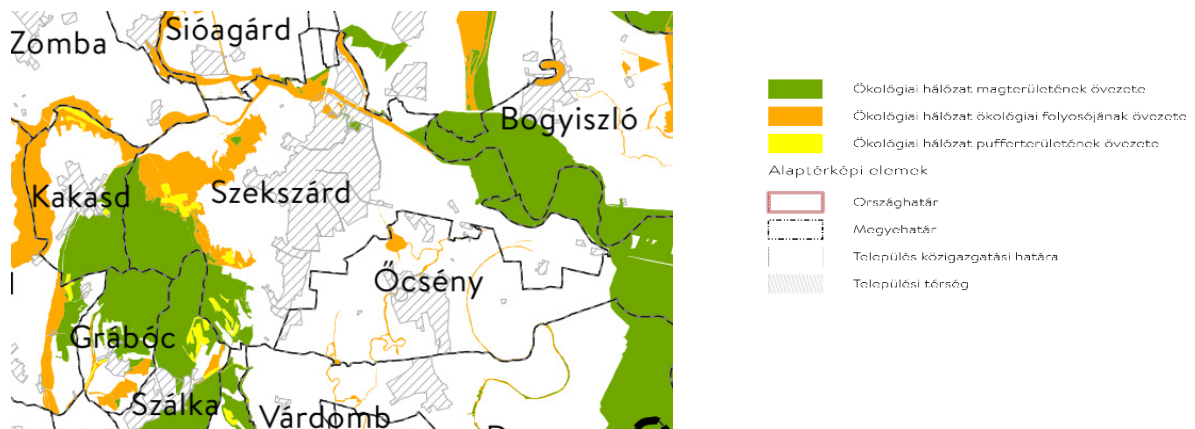 Sióagárd
Zomba
Bogyiszló
Kakasd
Szekszárd
Őcsény
Grábóc
Szálka
Várdomb
Ökológiai hálózat magterületének övezete
Ökológiai hálózat ökológiai folyosójának övezete
Ökológiai hálózat pufferterületének övezete
Alaptérképi elemek
Országhatár
Megyehatár
Település közigazgatási határa
Települési térség